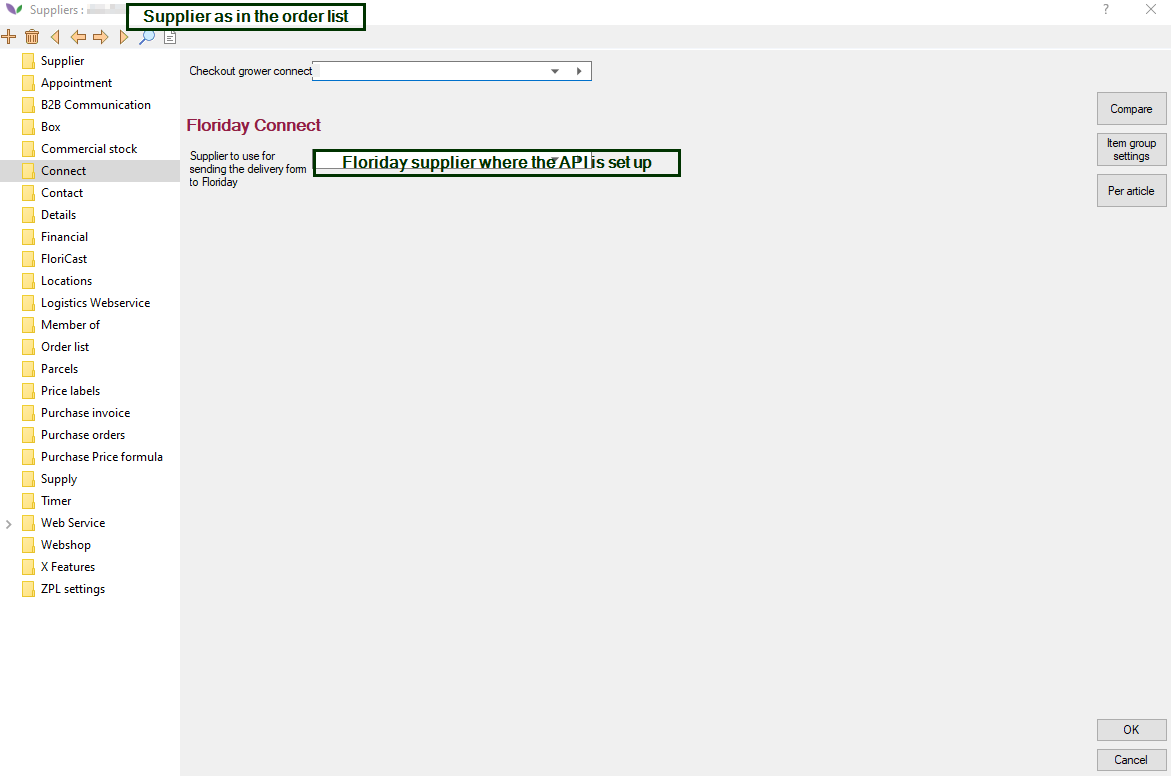 Suppliers :
Supplier as in the order list
?
Supplier
Appointment
B2B Communication
Box
Commercial stock
Connect
Contact
Details
Financial
FloriCast
Locations
Logistics Webservice
Member of
Order list
Parcels
Price labels
Purchase invoice
Purchase orders
Purchase Price formula
Supply
Timer
Web Service
Webshop
X Features
ZPL settings
Checkout grower connect
Floriday Connect
Supplier to use for
sending the delivery form
to Floriday
Floriday supplier where the API is set up
Compare
Item group
settings
Per article
OK
Cancel